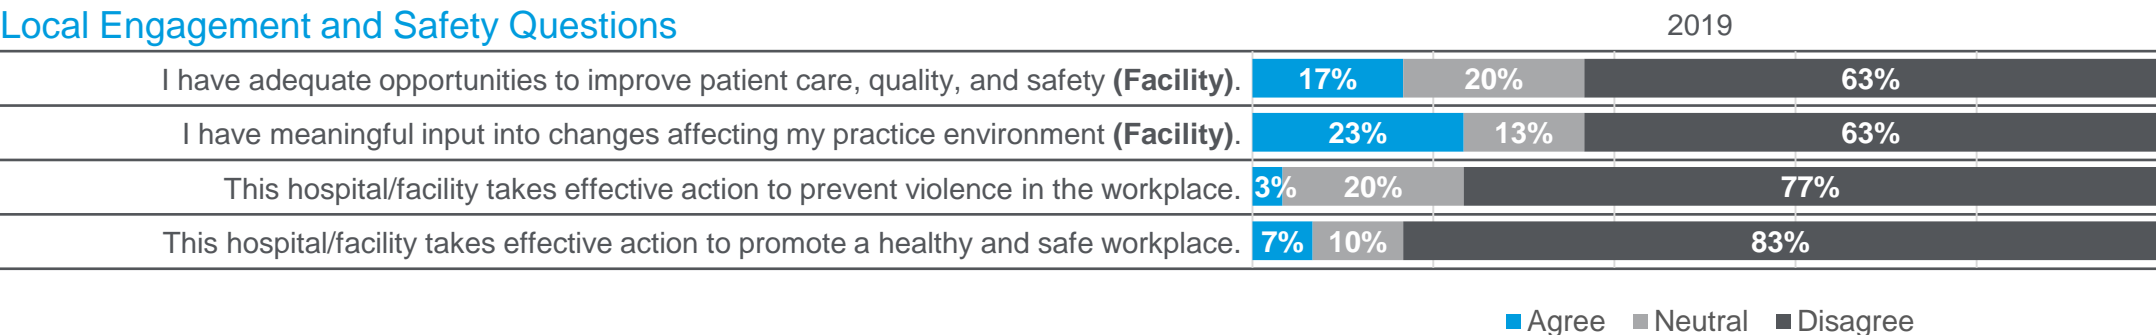 Local Engagement and Safety Questions 2019
I have adequate opportunities to improve patient care, quality, and safety (Facility). 17% 20% 63%
I have meaningful input into changes affecting my practice environment (Facility). 23% 13% 63%
This hospital/facility takes effective action to prevent violence in the workplace. 3% 20% 77%
This hospital/facility takes effective action to promote a healthy and safe workplace. 7% 10% 83%
Agree Neutral Disagree